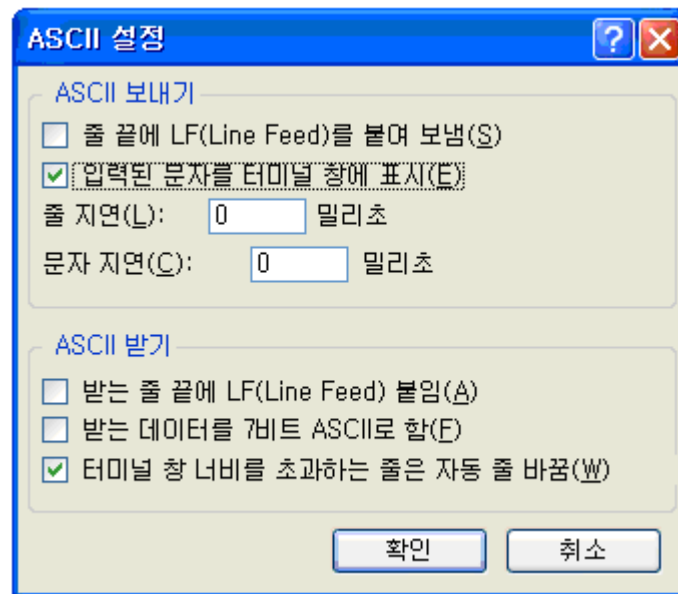 ASCII 설정
ASCII 보내기
줄 끝에 LF(Line Feed)를 붙여 보냄(S)
입력된 문자를 터미널 창에 표시(E)
줄 지연(L): 0 밀리초
문자 지연(C): 0 밀리초
ASCII 받기
받는 줄 끝에 LF(Line Feed) 붙임(A)
받는 데이터를 7비트 ASCII로 함(F)
터미널 창 너비를 초과하는 줄은 자동 줄 바꿈(W)
확인 취소